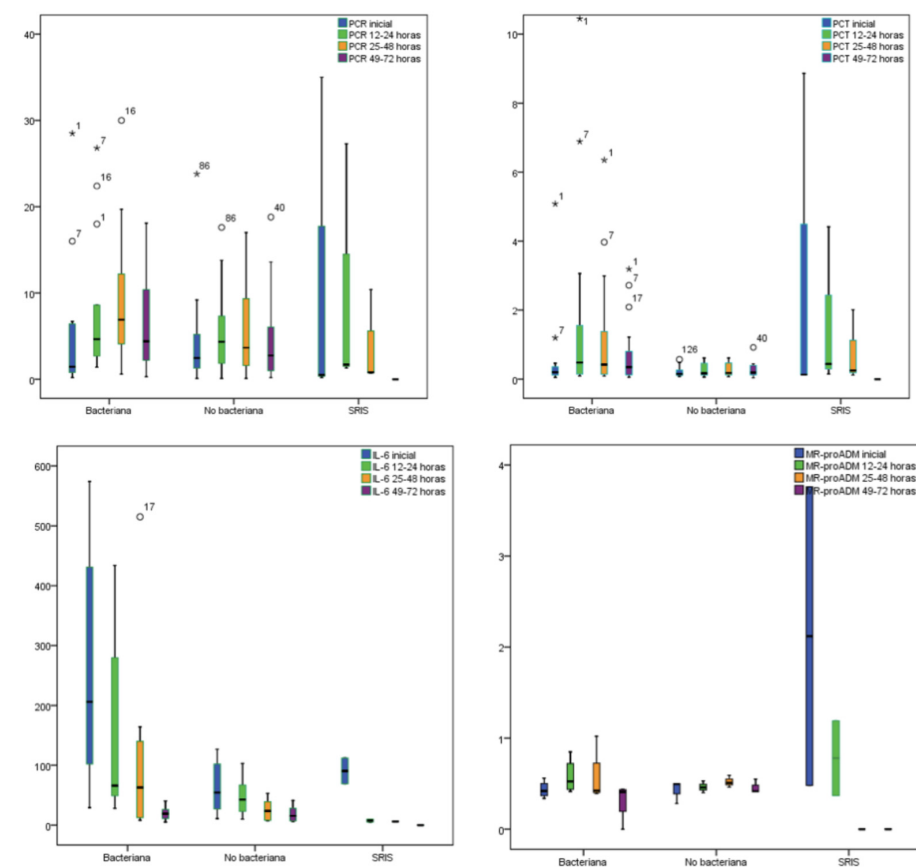 40
30
20
10
0
PCR inicial
PCR 12-24 horas
PCR 25-48 horas
PCR 49-72 horas
*1
7
*7
16
1
16
*86
86
40
Bacteriana No bacteriana SRIS
10
8
6
4
2
0
PCT inicial
PCT 12-24 horas
PCT 25-48 horas
PCT 49-72 horas
*1
*7
*1
*7
*1
7
*1
7
17
126
40
Bacteriana No bacteriana SRIS
600
500
400
300
200
100
0
IL-6 inicial
IL-6 12-24 horas
IL-6 25-48 horas
IL-6 49-72 horas
17
Bacteriana No bacteriana SRIS
4
3
2
1
0
MR-proADM inicial
MR-proADM 12-24 horas
MR-proADM 25-48 horas
MR-proADM 49-72 horas
Bacteriana No bacteriana SRIS